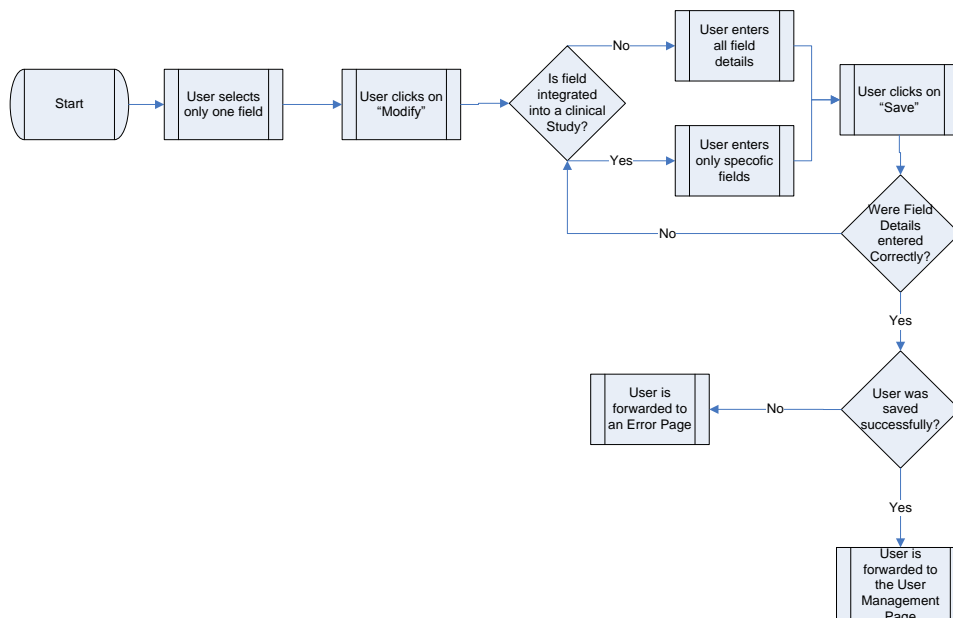 Start
User selects
only one field
User clicks on
“Modify”
Is field
integrated
into a clinical
Study?
No
User enters
all field
details
Yes
User enters
only specofic
fields
User clicks on
“Save”
Were Field
Details
entered
Correctly?
No
Yes
User was
saved
successfully?
No
User is
forwarded to
an Error Page
Yes
User is
forwarded to
the User
Management
Page